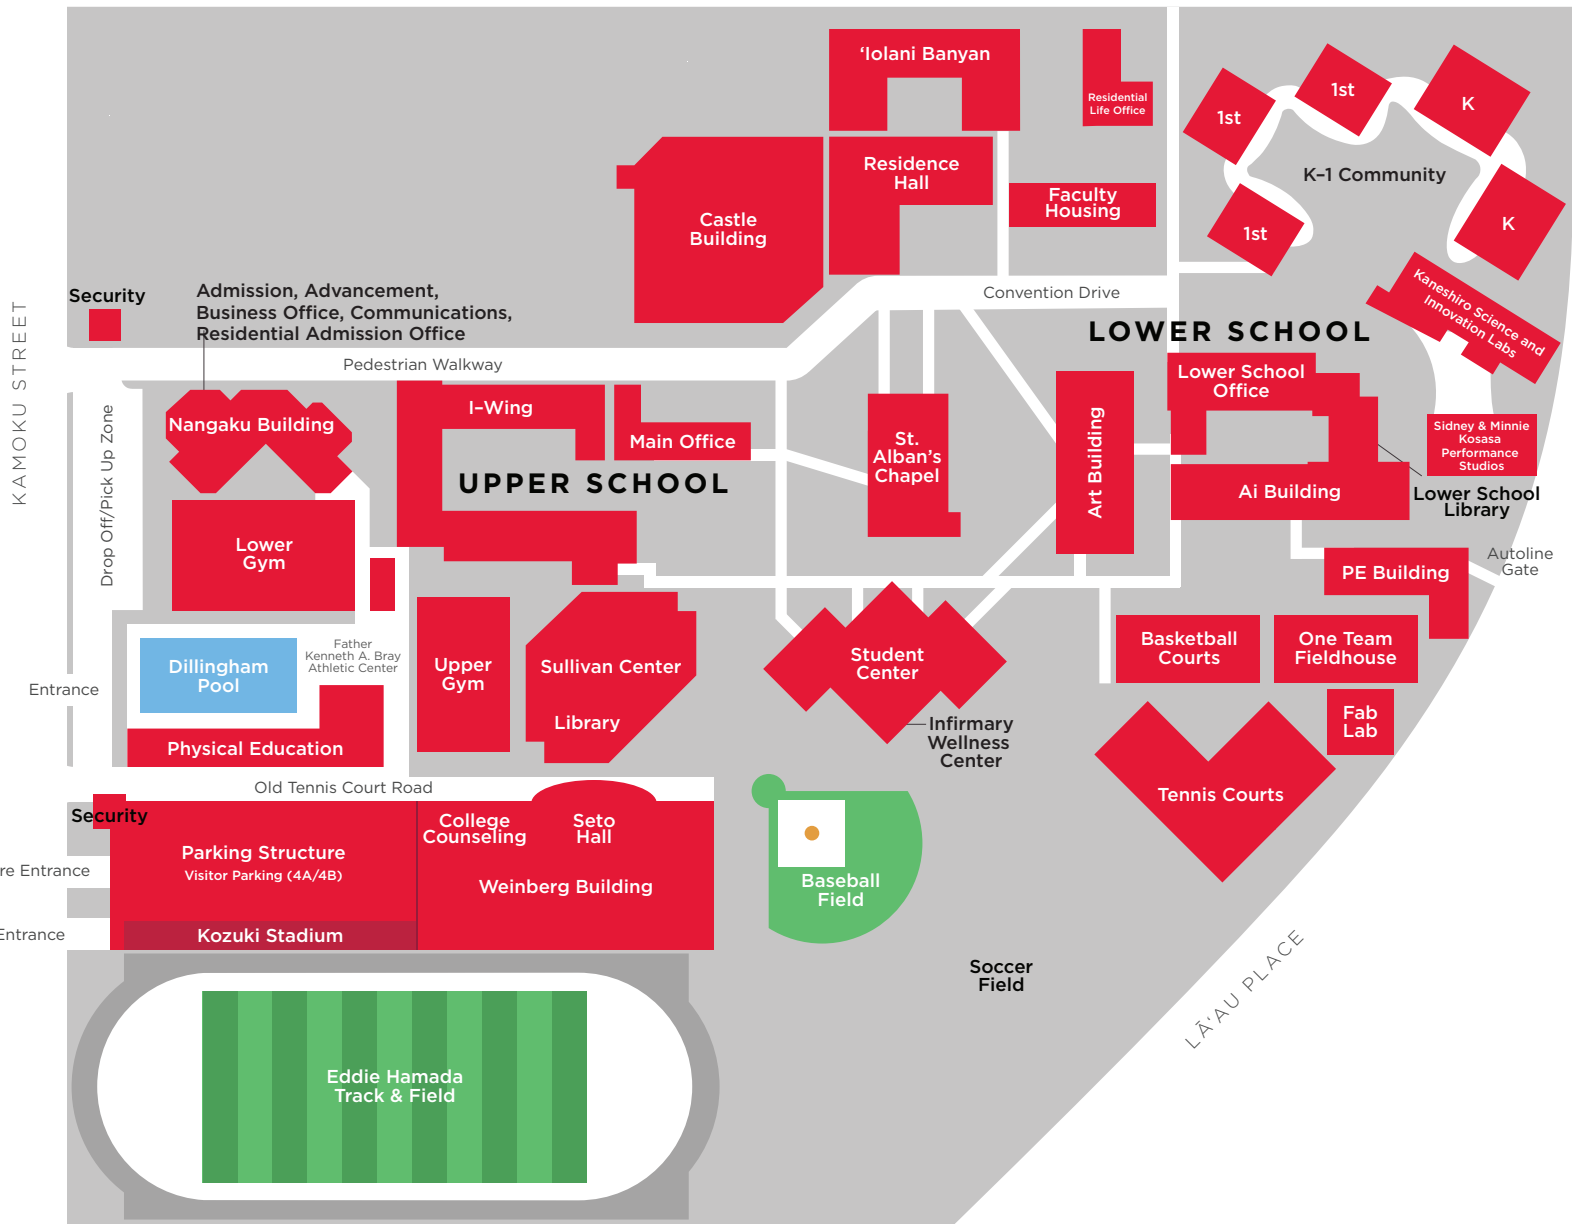 ‘Iolani Banyan
Residential
Life Office
1st
1st
K
1st
K
K–1 Community
Residence
Hall
Faculty
Housing
Castle
Building
Kaneshiro Science and
Innovation Labs
Security
Admission, Advancement,
Business Office, Communications,
Residential Admission Office
Convention Drive
KAMOKU STREET
Pedestrian Walkway
LOWER SCHOOL
Lower School
Office
Drop Off/Pick Up Zone
Nangaku Building
I–Wing
Main Office
St.
Alban’s
Chapel
Art Building
Sidney & Minnie
Kosasa
Performance
Studios
UPPER SCHOOL
Ai Building
Lower School
Library
Lower
Gym
PE Building
Autoline
Gate
Father
Kenneth A. Bray
Athletic Center
Dillingham
Pool
Upper
Gym
Sullivan Center
Library
Student
Center
Basketball
Courts
One Team
Fieldhouse
Entrance
Physical Education
Infirmary
Wellness
Center
Fab
Lab
Old Tennis Court Road
Tennis Courts
Security
College
Counseling
Seto
Hall
Parking Structure
Visitor Parking (4A/4B)
re Entrance
Weinberg Building
Baseball
Field
Entrance
Kozuki Stadium
Soccer
Field
LĀ‘AU PLACE
Eddie Hamada
Track & Field